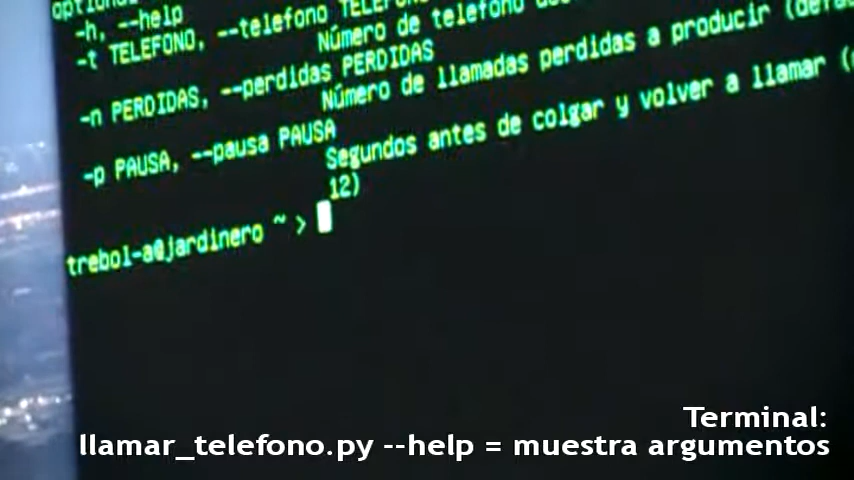 -h, --help
-t TELEFONO, --telefono
Número de telefono
-n PERDIDAS, --perdidas PERDIDAS
Número de llamadas perdidas a producir
-p PAUSA, --pausa PAUSA
Segundos antes de colgar y volver a llamar
12)
trebol-a@jardinero ~ >
Terminal:
llamar_telefono.py --help = muestra argumentos